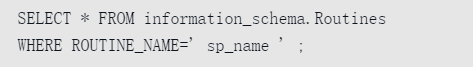 SELECT * FROM information_schema.Routines
WHERE ROUTINE_NAME=’ sp_name ’ ;